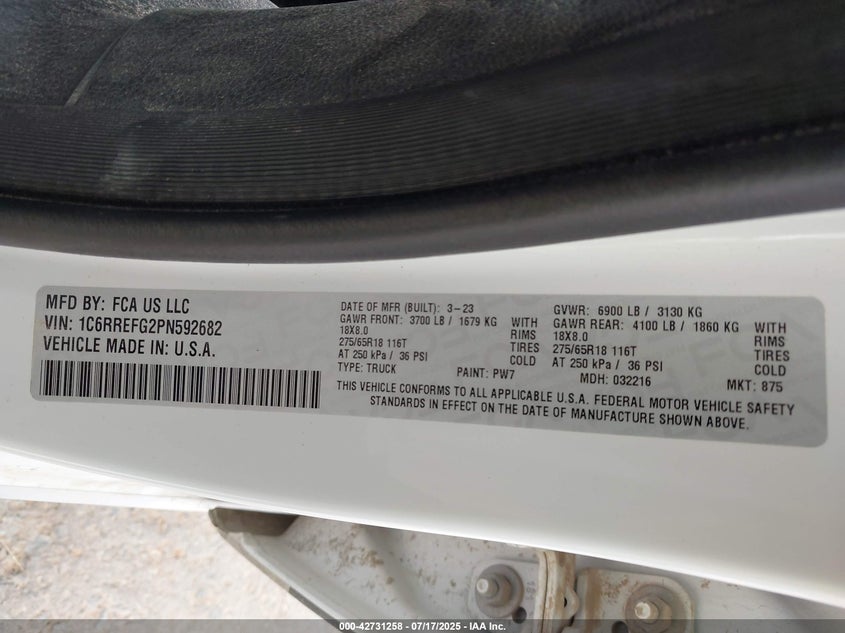 MFD BY: FCA US LLC
VIN: 1C6RREFG2PN592682
VEHICLE MADE IN: U.S.A.
DATE OF MFR (BUILT): 3-23
GAWR FRONT: 3700 LB / 1679 KG WITH
18X8.0 RIMS
275/65R18 116T TIRES
AT 250 kPa / 36 PSI COLD
TYPE: TRUCK PAINT: PW7
GVWR: 6900 LB / 3130 KG
GAWR REAR: 4100 LB / 1860 KG WITH
18X8.0 RIMS
275/65R18 116T TIRES
AT 250 kPa / 36 PSI COLD
MDH: 032216 MKT: 875
THIS VEHICLE CONFORMS TO ALL APPLICABLE U.S.A. FEDERAL MOTOR VEHICLE SAFETY
STANDARDS IN EFFECT ON THE DATE OF MANUFACTURE SHOWN ABOVE.
000-42731258 - 07/17/2025 - IAA Inc.